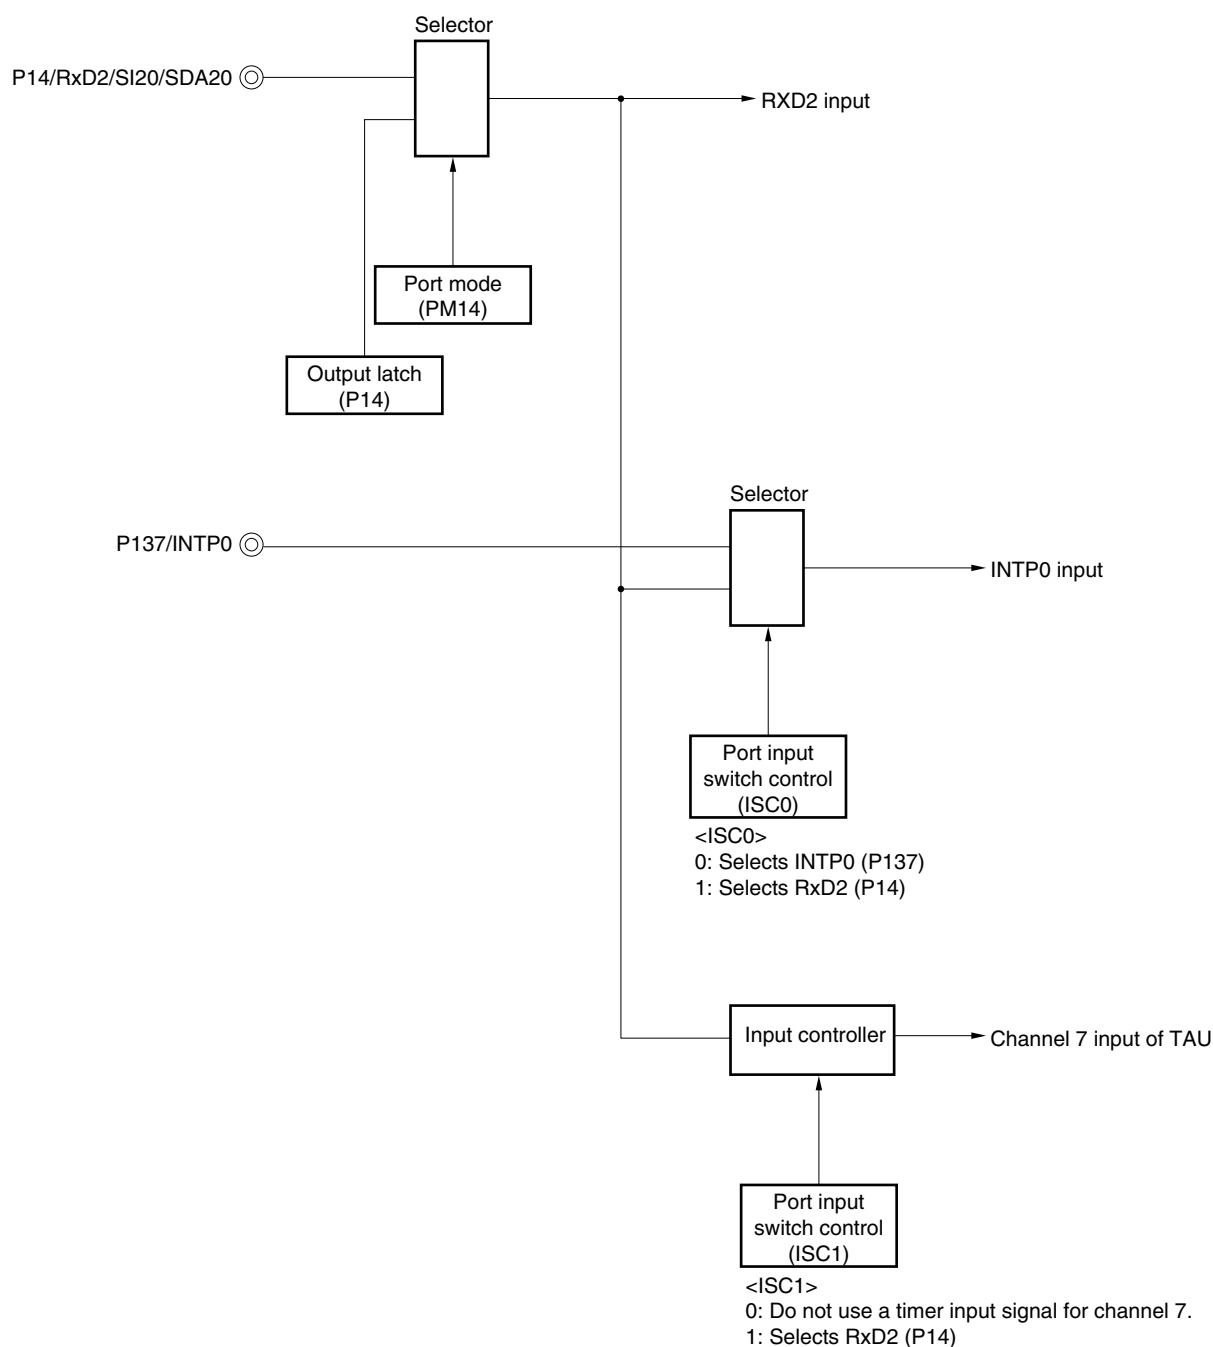 Selector
P14/RxD2/SI20/SDA20
RXD2 input
Port mode
(PM14)
Output latch
(P14)
Selector
P137/INTP0
INTP0 input
Port input
switch control
(ISC0)
<ISC0>
0: Selects INTP0 (P137)
1: Selects RxD2 (P14)
Input controller
Channel 7 input of TAU
Port input
switch control
(ISC1)
<ISC1>
0: Do not use a timer input signal for channel 7.
1: Selects RxD2 (P14)